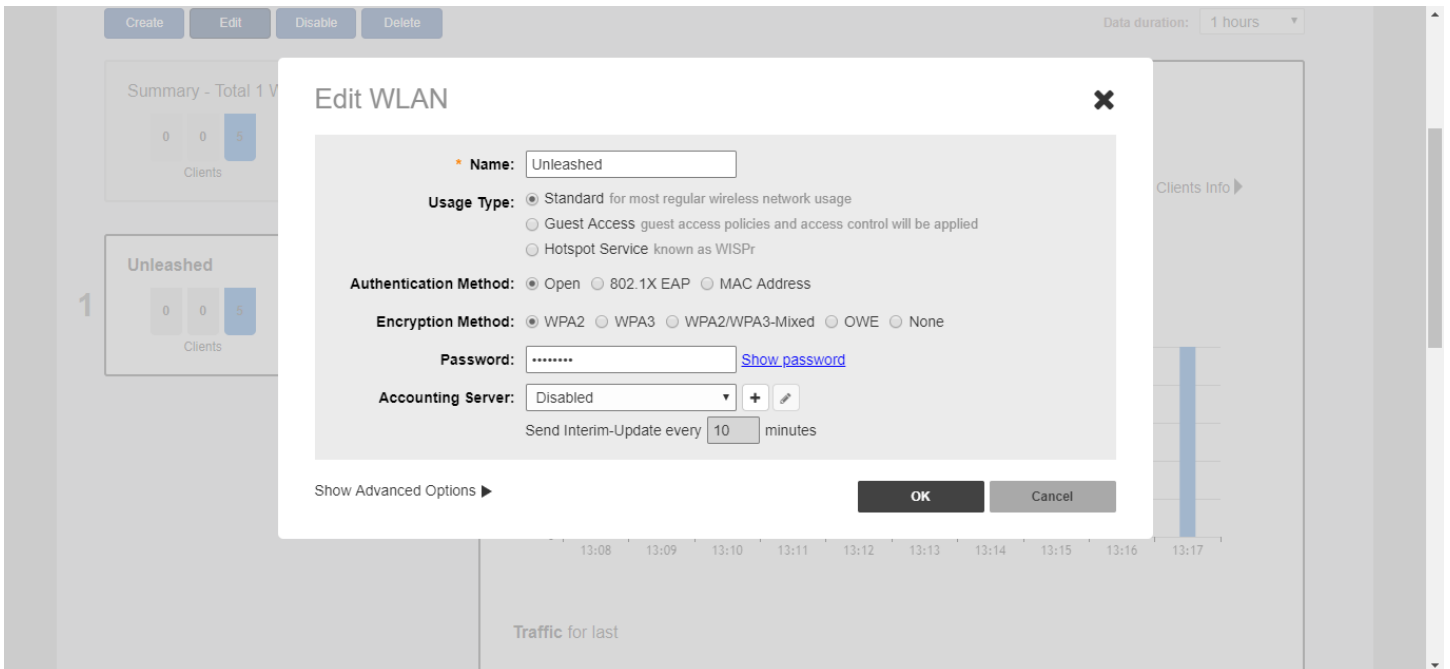 Create Edit Disable Delete Data duration: 1 hours
Summary - Total 1 W
0 0 5
Clients
Unleashed
1
0 0 5
Clients
Edit WLAN
* Name: Unleashed
Usage Type: Standard for most regular wireless network usage
Guest Access guest access policies and access control will be applied
Hotspot Service known as WISPr
Authentication Method: Open 802.1X EAP MAC Address
Encryption Method: WPA2 WPA3 WPA2/WPA3-Mixed OWE None
Password: •••••••• Show password
Accounting Server: Disabled
Send Interim-Update every 10 minutes
Show Advanced Options
OK Cancel
Clients Info
13:08 13:09 13:10 13:11 13:12 13:13 13:14 13:15 13:16 13:17
Traffic for last